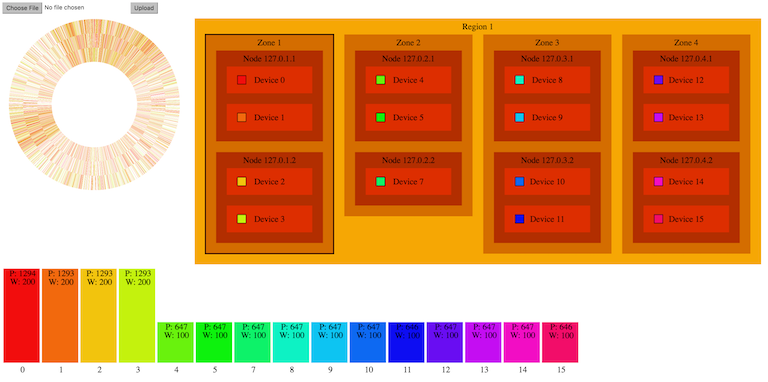 Choose File No file chosen Upload
Region 1
Zone 1
Node 127.0.1.1
Device 0
Device 1
Node 127.0.1.2
Device 2
Device 3
Zone 2
Node 127.0.2.1
Device 4
Device 5
Node 127.0.2.2
Device 7
Zone 3
Node 127.0.3.1
Device 8
Device 9
Node 127.0.3.2
Device 10
Device 11
Zone 4
Node 127.0.4.1
Device 12
Device 13
Node 127.0.4.2
Device 14
Device 15
P: 1294
W: 200
0
P: 1293
W: 200
1
P: 1293
W: 200
2
P: 1293
W: 200
3
P: 647
W: 100
4
P: 647
W: 100
5
P: 647
W: 100
7
P: 647
W: 100
8
P: 647
W: 100
9
P: 647
W: 100
10
P: 646
W: 100
11
P: 647
W: 100
12
P: 647
W: 100
13
P: 647
W: 100
14
P: 646
W: 100
15